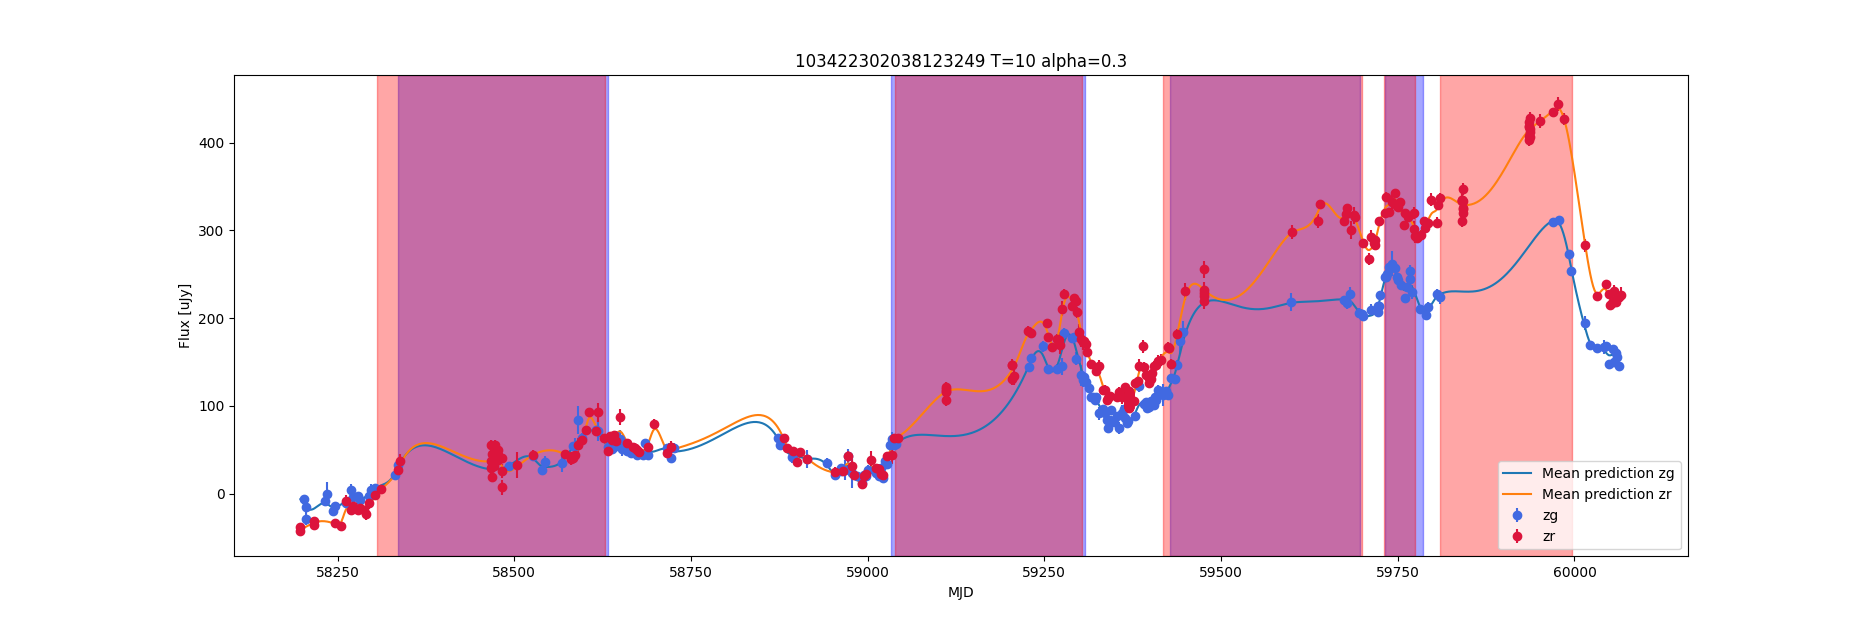 103422302038123249 T=10 alpha=0.3
Flux [uJy]
400
300
200
100
0
Mean prediction zg
Mean prediction zr
zg
zr
58250 58500 58750 59000 59250 59500 59750 60000
MJD